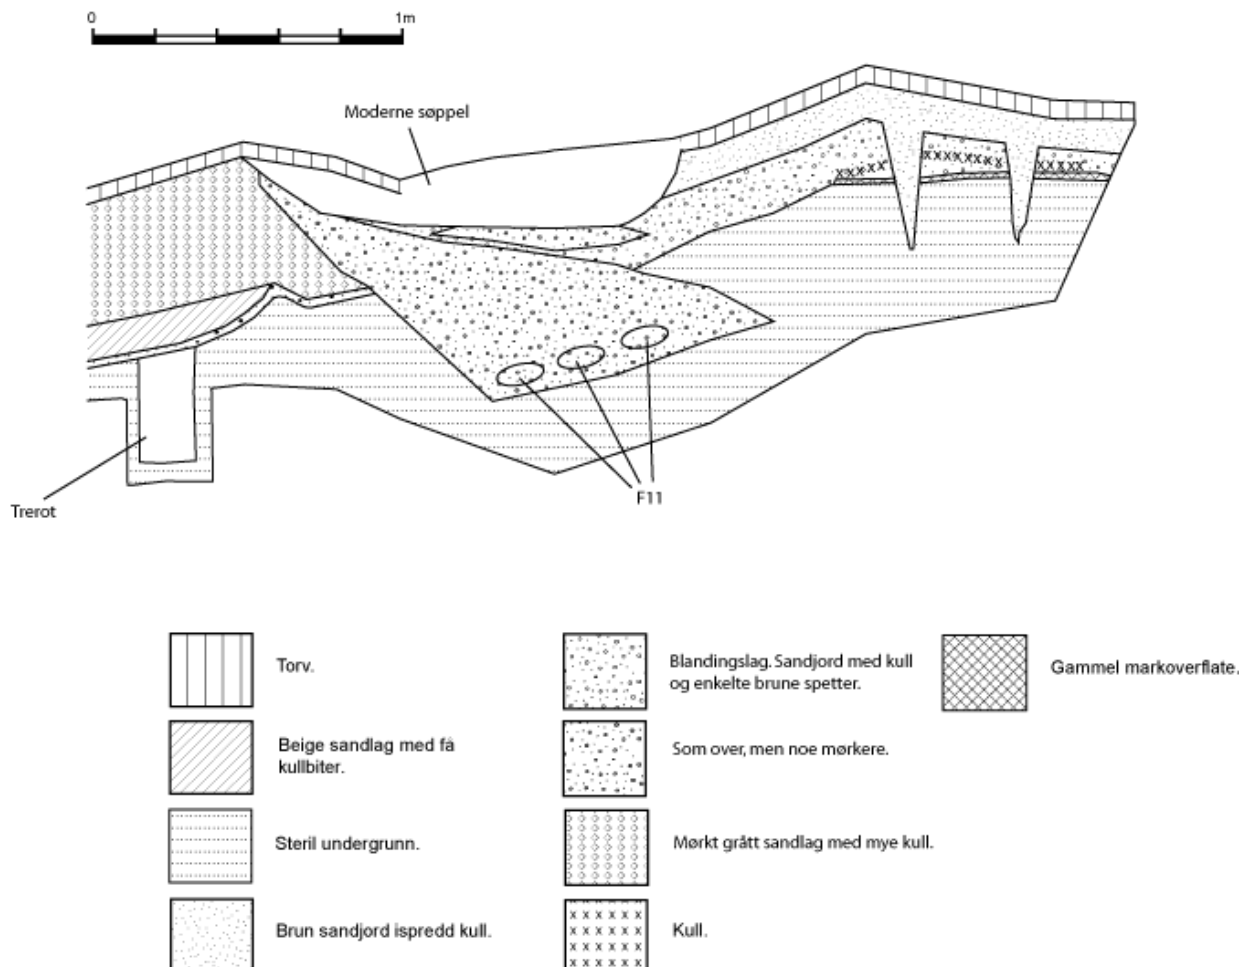 0
1m
Moderne søppel
Trerot
F11
Torv.
Beige sandlag med få
kullbiter.
Steril undergrunn.
Brun sandjord ispredd kull.
Blandingslag. Sandjord med kull
og enkelte brune spetter.
Som over, men noe mørkere.
Mørkt grått sandlag med mye kull.
Kull.
Gammel markoverflate.